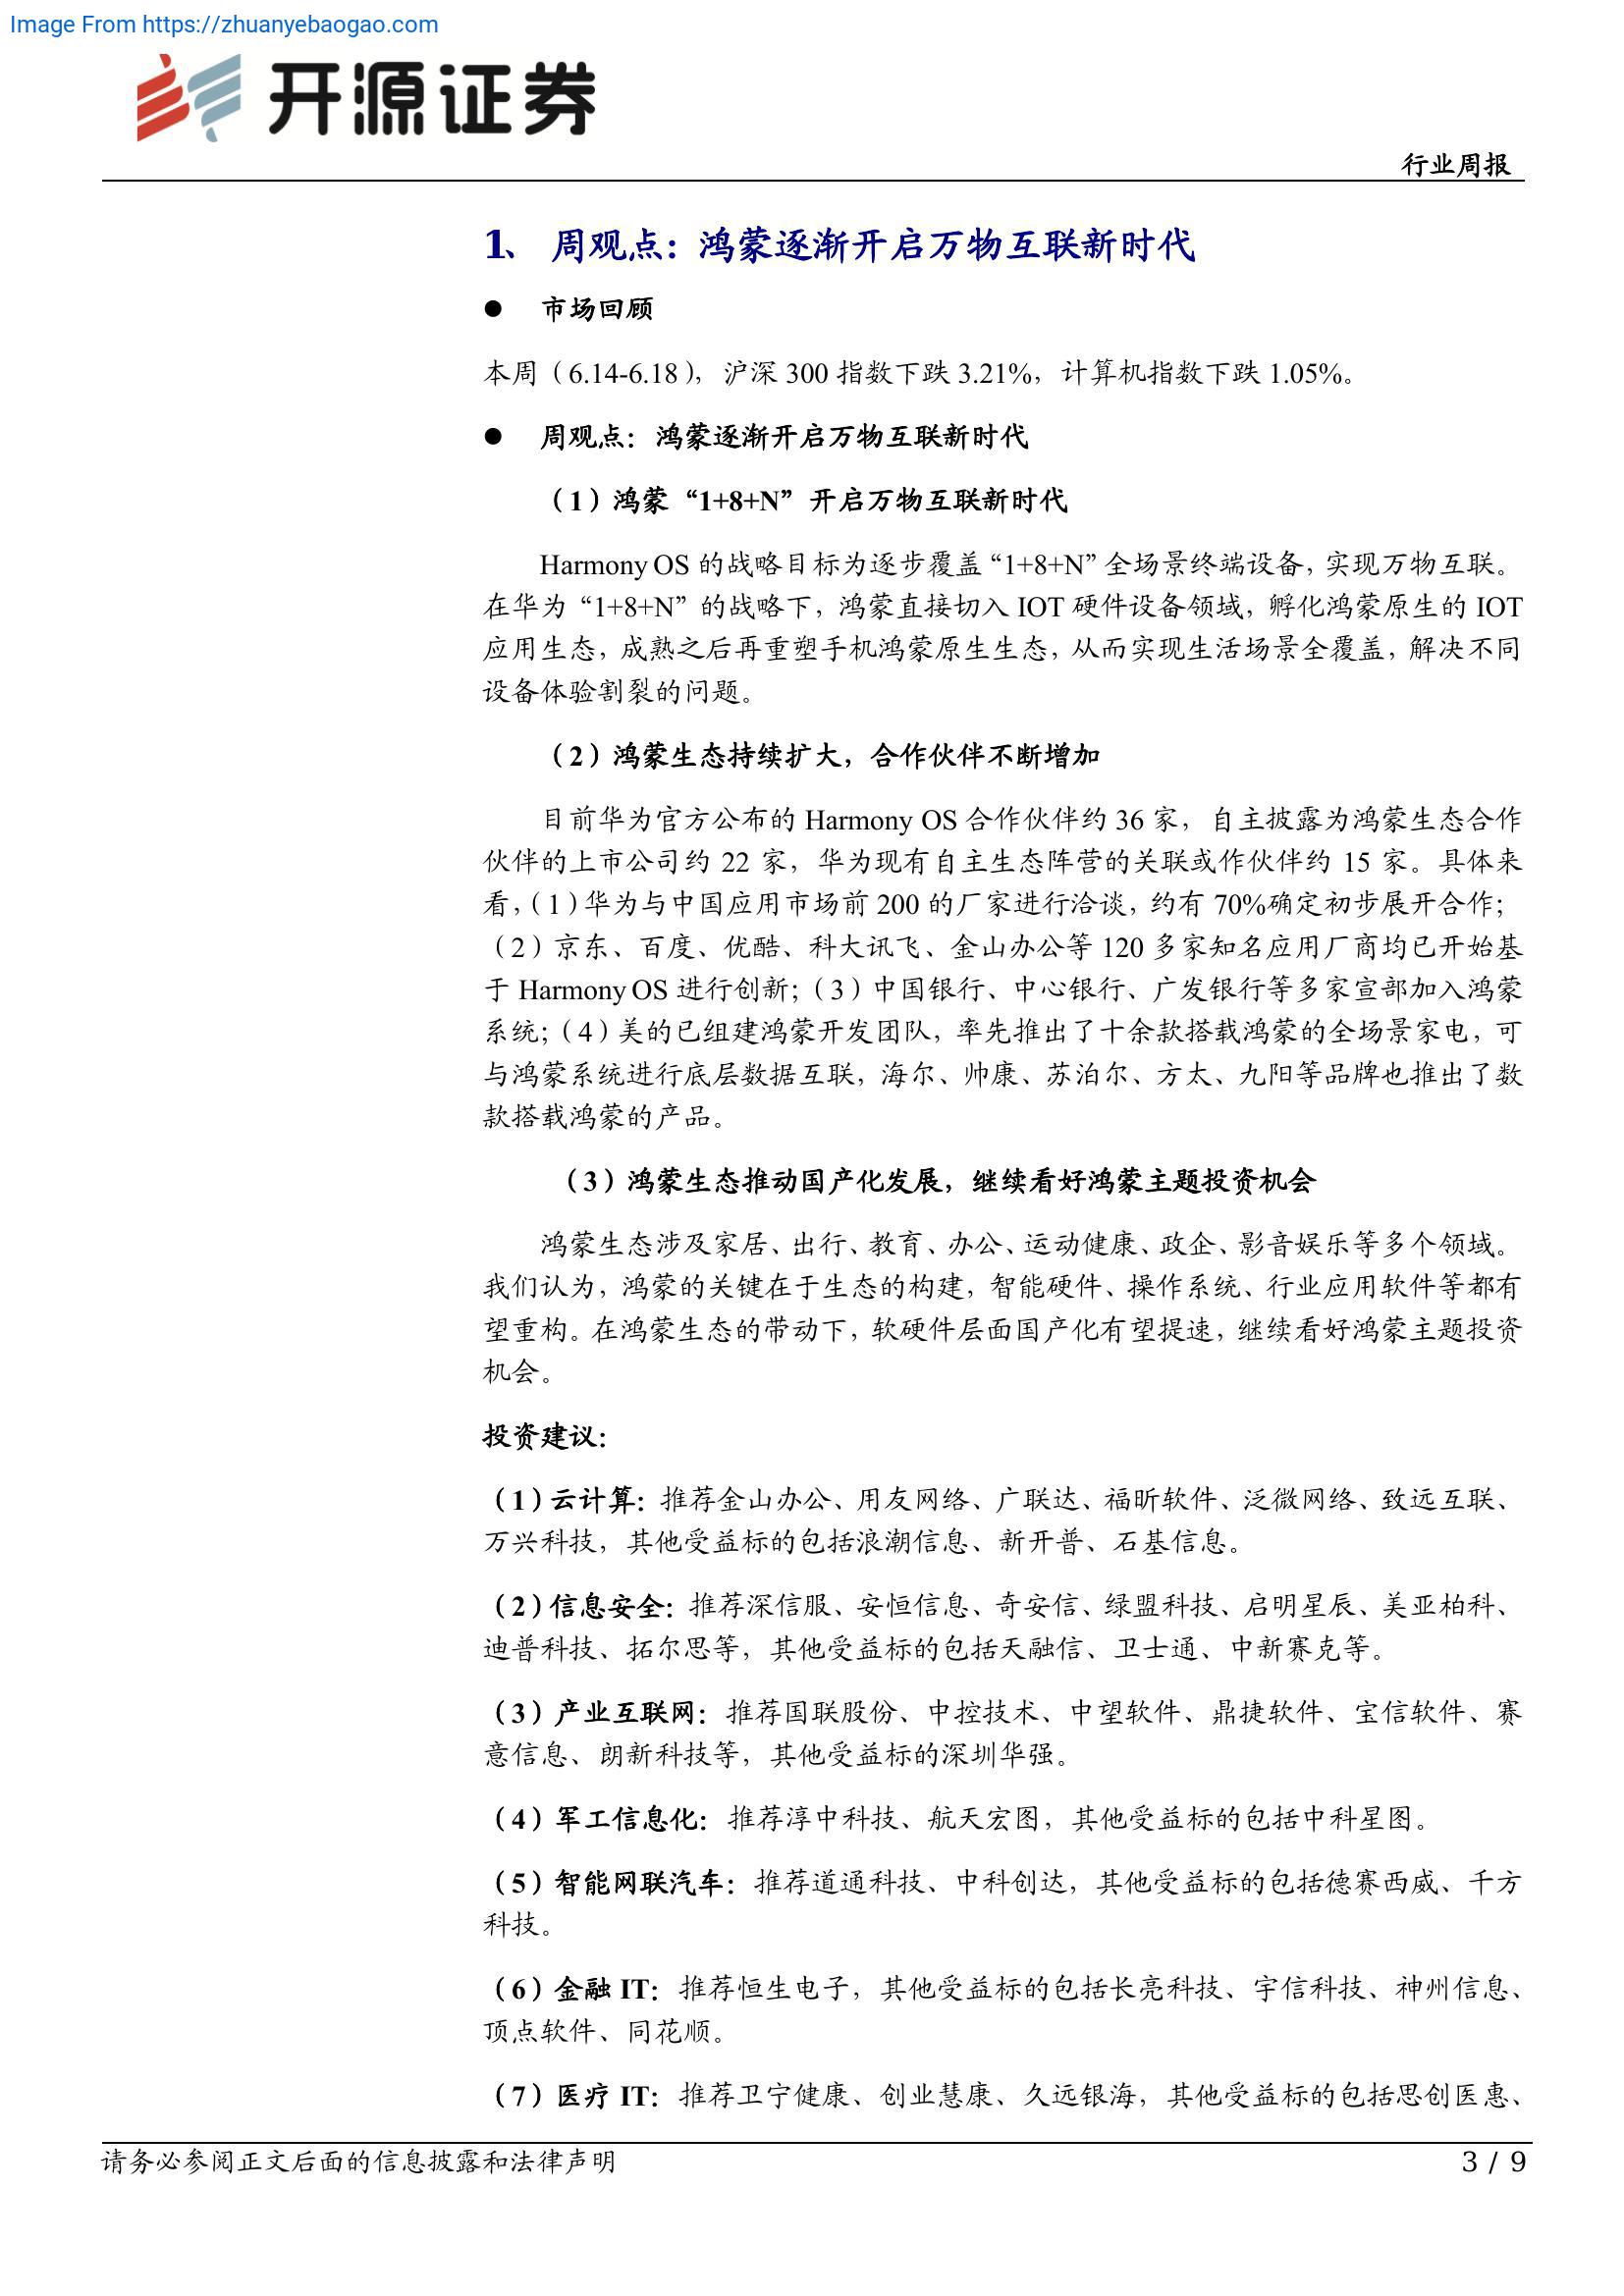 Image From https://zhuanyebaogao.com
开源证券
行业周报
1、 周观点：鸿蒙逐渐开启万物互联新时代
● 市场回顾
本周（6.14-6.18），沪深 300 指数下跌 3.21%，计算机指数下跌 1.05%。
● 周观点：鸿蒙逐渐开启万物互联新时代
（1）鸿蒙“1+8+N”开启万物互联新时代
Harmony OS 的战略目标为逐步覆盖“1+8+N”全场景终端设备，实现万物互联。
在华为“1+8+N”的战略下，鸿蒙直接切入 IOT 硬件设备领域，孵化鸿蒙原生的 IOT
应用生态，成熟之后再重塑手机鸿蒙原生生态，从而实现生活场景全覆盖，解决不同
设备体验割裂的问题。
（2）鸿蒙生态持续扩大，合作伙伴不断增加
目前华为官方公布的 Harmony OS 合作伙伴约 36 家，自主披露为鸿蒙生态合作
伙伴的上市公司约 22 家，华为现有自主生态阵营的关联或作伙伴约 15 家。具体来
看，（1）华为与中国应用市场前 200 的厂家进行洽谈，约有 70%确定初步展开合作；
（2）京东、百度、优酷、科大讯飞、金山办公等 120 多家知名应用厂商均已开始基
于 Harmony OS 进行创新；（3）中国银行、中心银行、广发银行等多家宣部加入鸿蒙
系统；（4）美的已组建鸿蒙开发团队，率先推出了十余款搭载鸿蒙的全场景家电，可
与鸿蒙系统进行底层数据互联，海尔、帅康、苏泊尔、方太、九阳等品牌也推出了数
款搭载鸿蒙的产品。
（3）鸿蒙生态推动国产化发展，继续看好鸿蒙主题投资机会
鸿蒙生态涉及家居、出行、教育、办公、运动健康、政企、影音娱乐等多个领域。
我们认为，鸿蒙的关键在于生态的构建，智能硬件、操作系统、行业应用软件等都有
望重构。在鸿蒙生态的带动下，软硬件层面国产化有望提速，继续看好鸿蒙主题投资
机会。
投资建议：
（1）云计算：推荐金山办公、用友网络、广联达、福昕软件、泛微网络、致远互联、
万兴科技，其他受益标的包括浪潮信息、新开普、石基信息。
（2）信息安全：推荐深信服、安恒信息、奇安信、绿盟科技、启明星辰、美亚柏科、
迪普科技、拓尔思等，其他受益标的包括天融信、卫士通、中新赛克等。
（3）产业互联网：推荐国联股份、中控技术、中望软件、鼎捷软件、宝信软件、赛
意信息、朗新科技等，其他受益标的深圳华强。
（4）军工信息化：推荐淳中科技、航天宏图，其他受益标的包括中科星图。
（5）智能网联汽车：推荐道通科技、中科创达，其他受益标的包括德赛西威、千方
科技。
（6）金融 IT：推荐恒生电子，其他受益标的包括长亮科技、宇信科技、神州信息、
顶点软件、同花顺。
（7）医疗 IT：推荐卫宁健康、创业慧康、久远银海，其他受益标的包括思创医惠、
请务必参阅正文后面的信息披露和法律声明
3 / 9